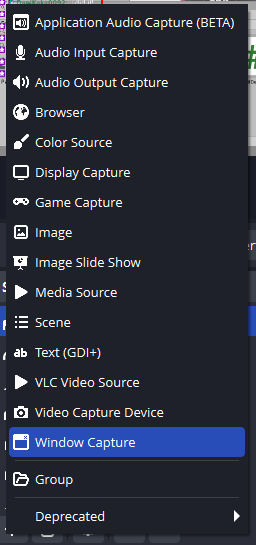 Application Audio Capture (BETA)
Audio Input Capture
Audio Output Capture
Browser
Color Source
Display Capture
Game Capture
Image
Image Slide Show
Media Source
Scene
ab Text (GDI+)
VLC Video Source
Video Capture Device
Window Capture
Group
Deprecated